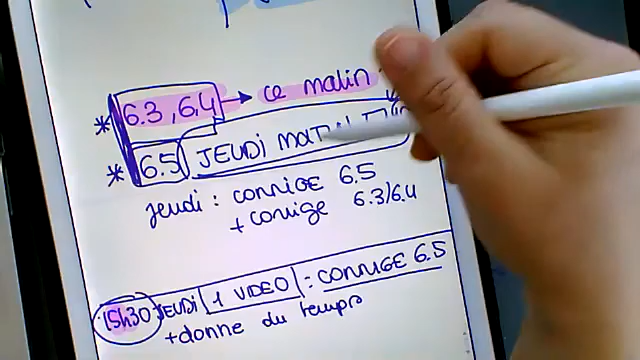 * 6.3, 6.4 → ce matin
* 6.5 JEUDI MATIN
jeudi : corrige 6.5
+ corrige 6.3/6.4
15h30 JEUDI 1 VIDEO : CORRIGE 6.5
+ donne du temps